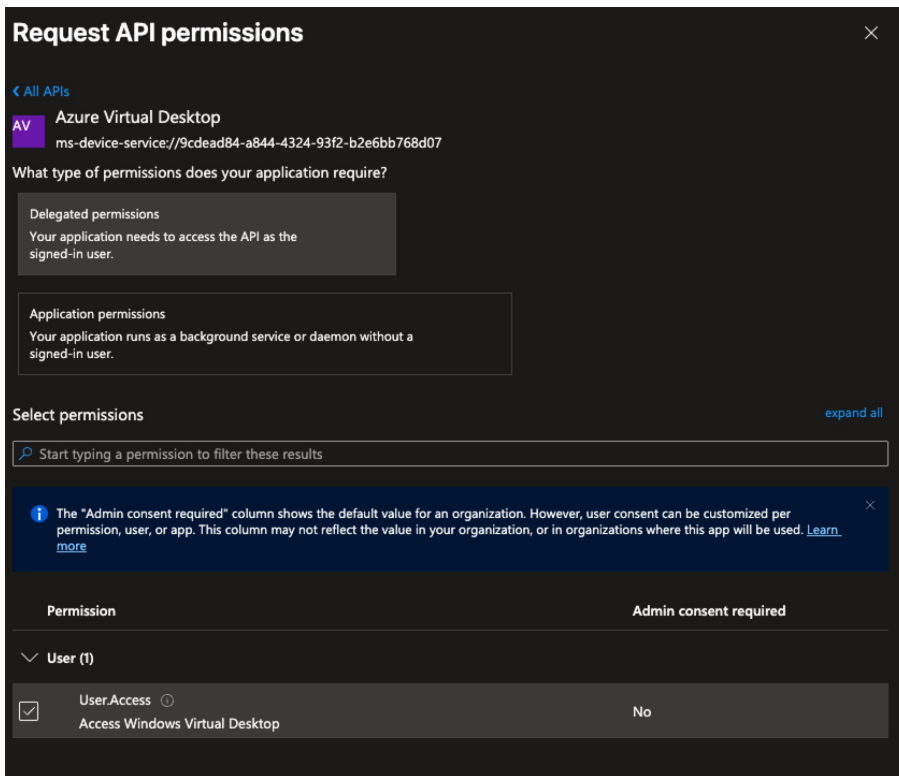 Request API permissions
All APIs
AV
Azure Virtual Desktop
ms-device-service://9cdead84-a844-4324-93f2-b2e6bb768d07
What type of permissions does your application require?
Delegated permissions
Your application needs to access the API as the
signed-in user.
Application permissions
Your application runs as a background service or daemon without a
signed-in user.
Select permissions
expand all
Start typing a permission to filter these results
The "Admin consent required" column shows the default value for an organization. However, user consent can be customized per
permission, user, or app. This column may not reflect the value in your organization, or in organizations where this app will be used. Learn
more
Permission
Admin consent required
User (1)
User.Access
Access Windows Virtual Desktop
No